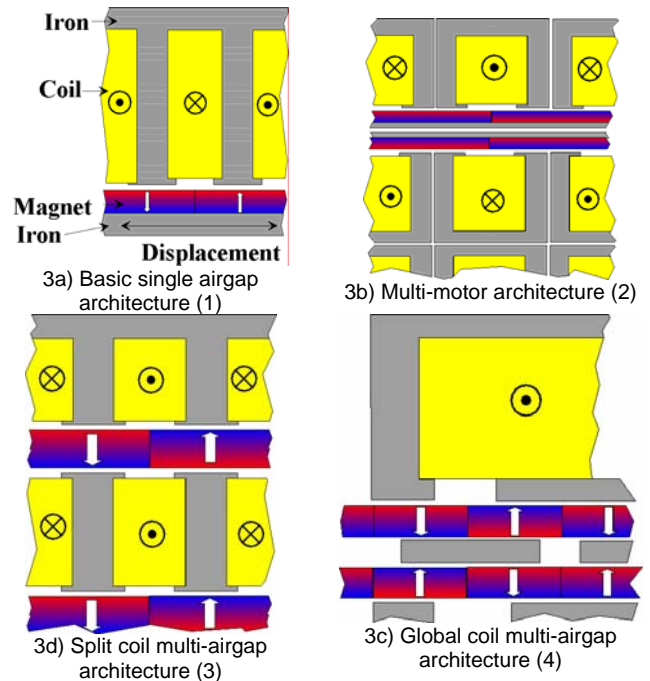 Iron
Coil
Magnet
Iron
Displacement
3a) Basic single airgap
architecture (1)
3b) Multi-motor architecture (2)
3d) Split coil multi-airgap
architecture (3)
3c) Global coil multi-airgap
architecture (4)